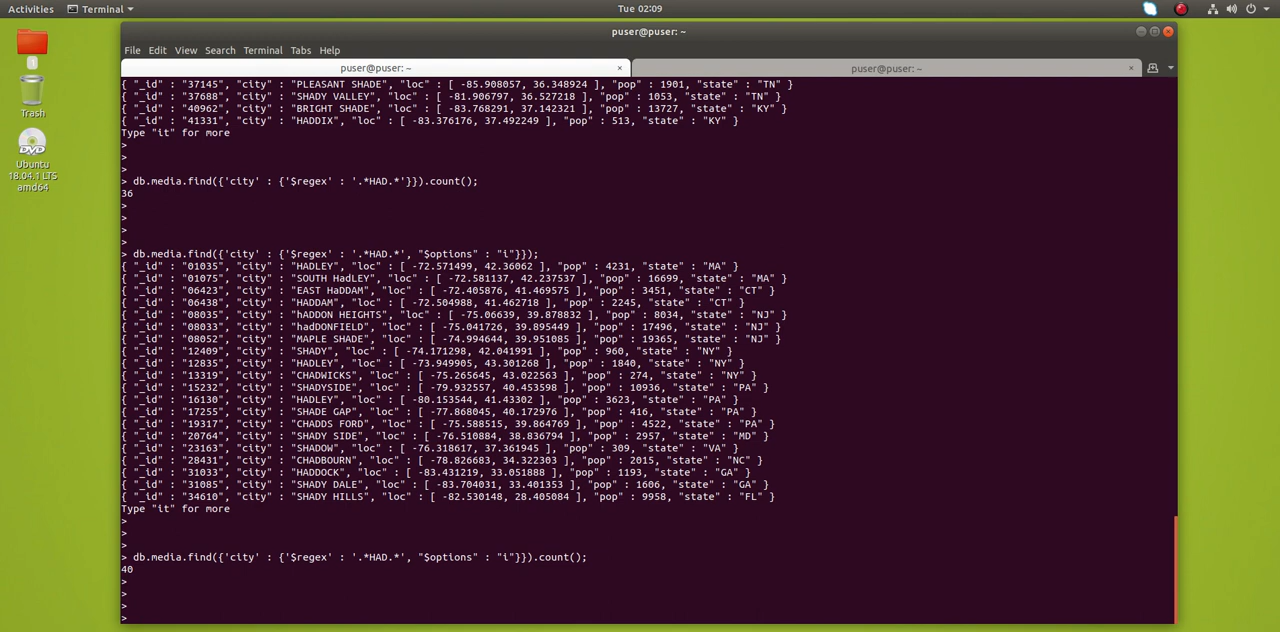 Activities Terminal Tue 02:09
puser@puser: ~
File Edit View Search Terminal Tabs Help
puser@puser: ~ × puser@puser: ~ ×
1
Trash
Ubuntu
18.04.1 LTS
amd64
{ "_id" : "37145", "city" : "PLEASANT SHADE", "loc" : [ -85.908057, 36.348924 ], "pop" : 1901, "state" : "TN" }
{ "_id" : "37688", "city" : "SHADY VALLEY", "loc" : [ -81.906797, 36.527218 ], "pop" : 1053, "state" : "TN" }
{ "_id" : "40962", "city" : "BRIGHT SHADE", "loc" : [ -83.768291, 37.142321 ], "pop" : 13727, "state" : "KY" }
{ "_id" : "41331", "city" : "HADDIX", "loc" : [ -83.376176, 37.492249 ], "pop" : 513, "state" : "KY" }
Type "it" for more
>
>
>
> db.media.find({'city' : {'$regex' : '.*HAD.*'}}).count();
36
>
>
>
>
> db.media.find({'city' : {'$regex' : '.*HAD.*', "$options" : "i"}});
{ "_id" : "01035", "city" : "HADLEY", "loc" : [ -72.571499, 42.36062 ], "pop" : 4231, "state" : "MA" }
{ "_id" : "01075", "city" : "SOUTH HadLEY", "loc" : [ -72.581137, 42.237537 ], "pop" : 16699, "state" : "MA" }
{ "_id" : "06423", "city" : "EAST HaDDAM", "loc" : [ -72.405876, 41.469575 ], "pop" : 3451, "state" : "CT" }
{ "_id" : "06438", "city" : "HADDAM", "loc" : [ -72.504988, 41.462718 ], "pop" : 2245, "state" : "CT" }
{ "_id" : "08035", "city" : "haDDON HEIGHTS", "loc" : [ -75.06639, 39.878832 ], "pop" : 8034, "state" : "NJ" }
{ "_id" : "08033", "city" : "hadDONFIELD", "loc" : [ -75.041726, 39.895449 ], "pop" : 17496, "state" : "NJ" }
{ "_id" : "08052", "city" : "MAPLE SHADE", "loc" : [ -74.994644, 39.951085 ], "pop" : 19365, "state" : "NJ" }
{ "_id" : "12409", "city" : "SHADY", "loc" : [ -74.171298, 42.041991 ], "pop" : 960, "state" : "NY" }
{ "_id" : "12835", "city" : "HADLEY", "loc" : [ -73.949905, 43.301268 ], "pop" : 1840, "state" : "NY" }
{ "_id" : "13319", "city" : "CHADWICKS", "loc" : [ -75.265645, 43.022563 ], "pop" : 274, "state" : "NY" }
{ "_id" : "15232", "city" : "SHADYSIDE", "loc" : [ -79.932557, 40.453598 ], "pop" : 10936, "state" : "PA" }
{ "_id" : "16130", "city" : "HADLEY", "loc" : [ -80.153544, 41.43302 ], "pop" : 3623, "state" : "PA" }
{ "_id" : "17255", "city" : "SHADE GAP", "loc" : [ -77.868045, 40.172976 ], "pop" : 416, "state" : "PA" }
{ "_id" : "19317", "city" : "CHADDS FORD", "loc" : [ -75.588515, 39.864769 ], "pop" : 4522, "state" : "PA" }
{ "_id" : "20764", "city" : "SHADY SIDE", "loc" : [ -76.510884, 38.836794 ], "pop" : 2957, "state" : "MD" }
{ "_id" : "23163", "city" : "SHADOW", "loc" : [ -76.318617, 37.361945 ], "pop" : 309, "state" : "VA" }
{ "_id" : "28431", "city" : "CHADBOURN", "loc" : [ -78.826683, 34.322303 ], "pop" : 2015, "state" : "NC" }
{ "_id" : "31033", "city" : "HADDOCK", "loc" : [ -83.431219, 33.051888 ], "pop" : 1193, "state" : "GA" }
{ "_id" : "31085", "city" : "SHADY DALE", "loc" : [ -83.704031, 33.401353 ], "pop" : 1606, "state" : "GA" }
{ "_id" : "34610", "city" : "SHADY HILLS", "loc" : [ -82.530148, 28.405084 ], "pop" : 9958, "state" : "FL" }
Type "it" for more
>
>
>
> db.media.find({'city' : {'$regex' : '.*HAD.*', "$options" : "i"}}).count();
40
>
>
>
>